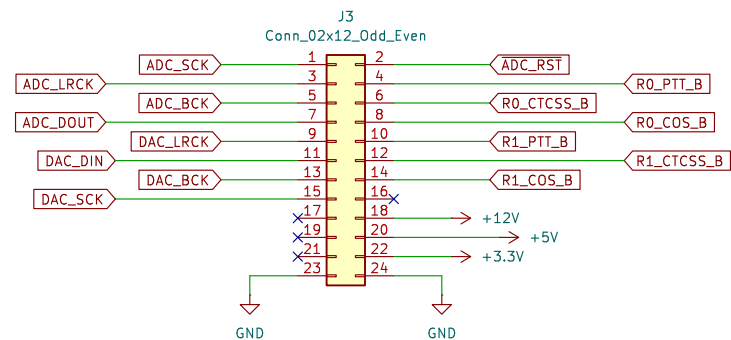 J3
Conn_02x12_Odd_Even
ADC_SCK 1 2 ADC_RST
ADC_LRCK 3 4 R0_PTT_B
ADC_BCK 5 6 R0_CTCSS_B
ADC_DOUT 7 8 R0_COS_B
DAC_LRCK 9 10 R1_PTT_B
DAC_DIN 11 12 R1_CTCSS_B
DAC_BCK 13 14 R1_COS_B
DAC_SCK 15 16
17 18 +12V
19 20 +5V
21 22 +3.3V
23 24
GND GND